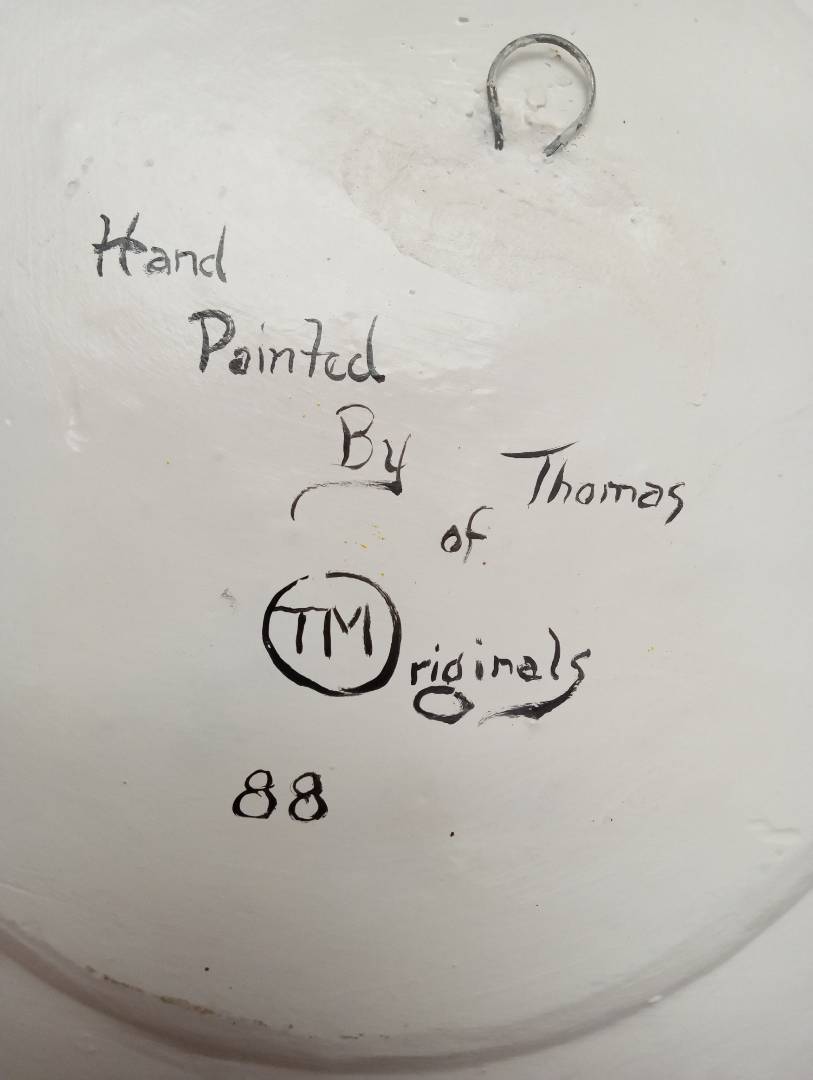 Hand
Painted
By Thomas
of
TM Originals
88